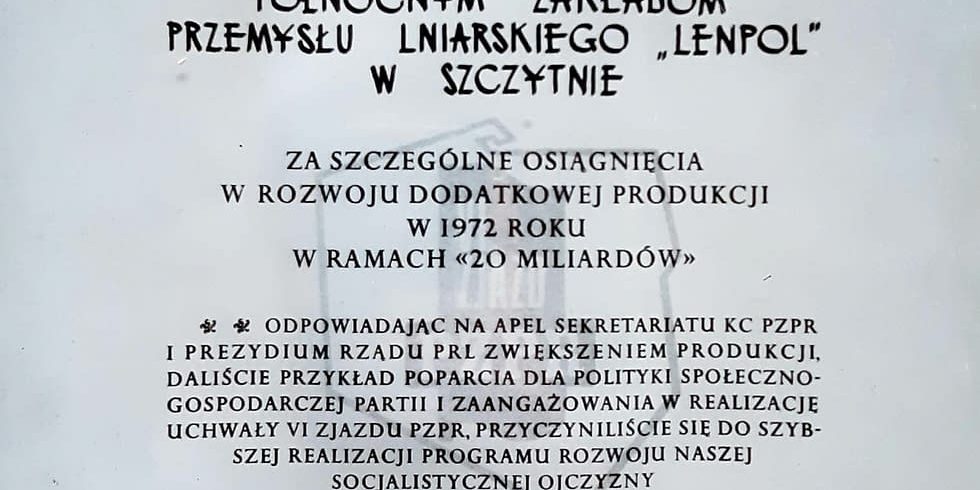 PÓŁNOCNYM ZAKŁADOM
PRZEMYSŁU LNIARSKIEGO „LENPOL"
W SZCZYTNIE
ZA SZCZEGÓLNE OSIĄGNIĘCIA
W ROZWOJU DODATKOWEJ PRODUKCJI
W 1972 ROKU
W RAMACH «20 MILIARDÓW»
ODPOWIADAJĄC NA APEL SEKRETARIATU KC PZPR
I PREZYDIUM RZĄDU PRL ZWIĘKSZENIEM PRODUKCJI,
DALIŚCIE PRZYKŁAD POPARCIA DLA POLITYKI SPOŁECZNO-
GOSPODARCZEJ PARTII I ZAANGAŻOWANIA W REALIZACJĘ
UCHWAŁY VI ZJAZDU PZPR, PRZYCZYNILIŚCIE SIĘ DO SZYB-
SZEJ REALIZACJI PROGRAMU ROZWOJU NASZEJ
SOCJALISTYCZNEJ OJCZYZNY